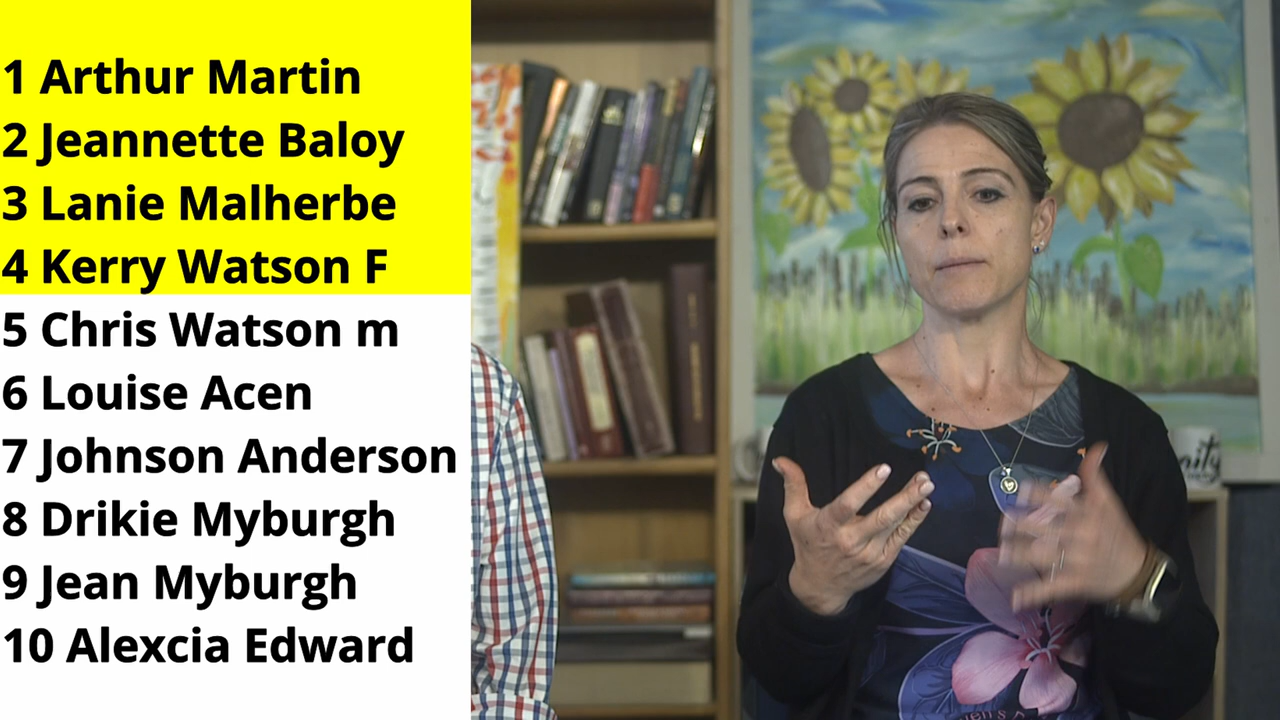 1 Arthur Martin
2 Jeannette Baloy
3 Lanie Malherbe
4 Kerry Watson F
5 Chris Watson m
6 Louise Acen
7 Johnson Anderson
8 Drikie Myburgh
9 Jean Myburgh
10 Alexcia Edward